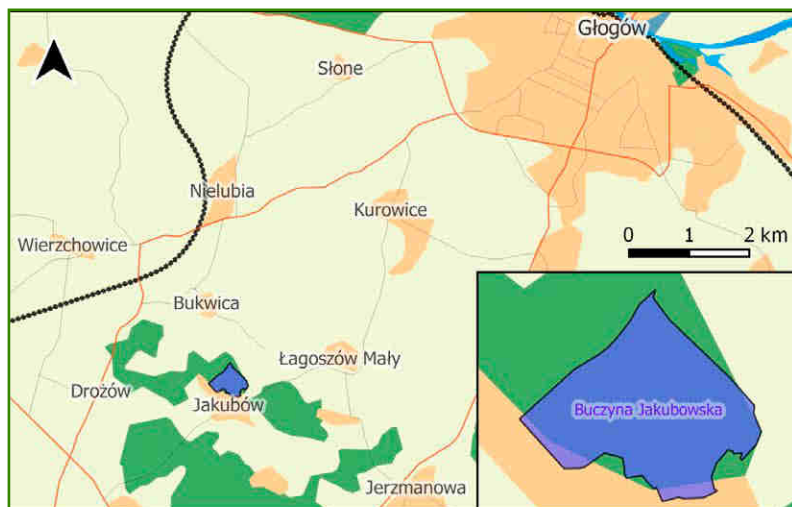 Głogów
Słone
Nielubia
Kurowice
Wierzchowice
0 1 2 km
Bukwica
Łagoszów Mały
Drożów
Jakubów
Buczyna Jakubowska
Jerzmanowa